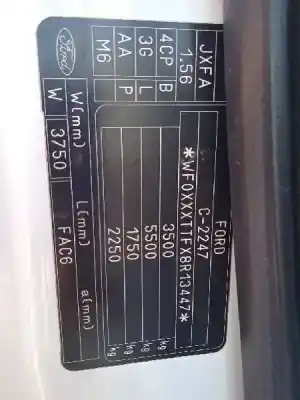 FORD
C-2247
*WF0XXXTTFX8R13447*
3500 kg
5500 kg
1750 kg
2250 kg
JXFA
1.56
4CP B
3G L
AA P
M6
Ford
W(mm) L(mm) a(mm)
W 3750 FAC6